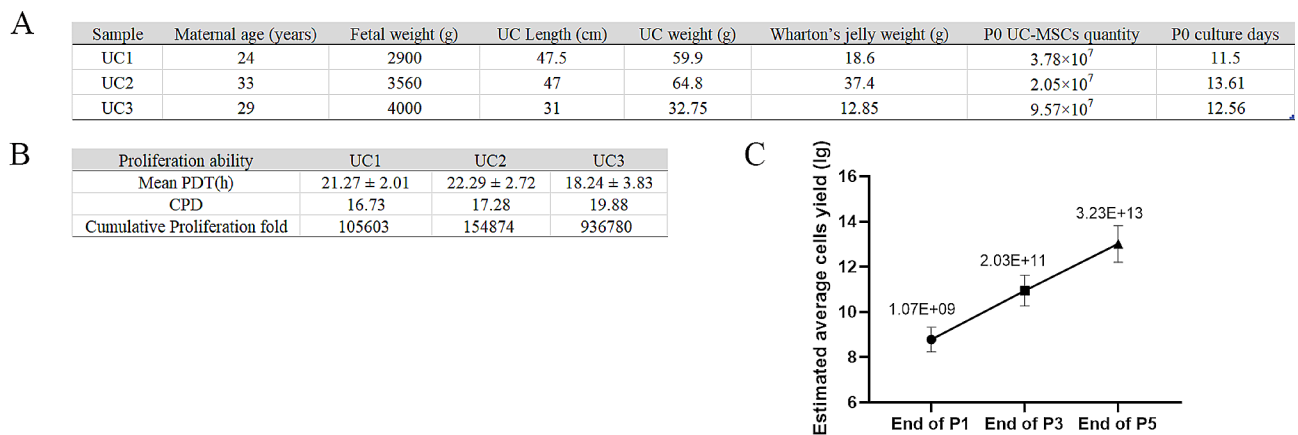 A
Sample Maternal age (years) Fetal weight (g) UC Length (cm) UC weight (g) Wharton’s jelly weight (g) P0 UC-MSCs quantity P0 culture days
UC1 24 2900 47.5 59.9 18.6 3.78×10⁷ 11.5
UC2 33 3560 47 64.8 37.4 2.05×10⁷ 13.61
UC3 29 4000 31 32.75 12.85 9.57×10⁷ 12.56
B
Proliferation ability UC1 UC2 UC3
Mean PDT(h) 21.27 ± 2.01 22.29 ± 2.72 18.24 ± 3.83
CPD 16.73 17.28 19.88
Cumulative Proliferation fold 105603 154874 936780
C
Estimated average cells yield (lg)
16
14
12
10
8
6
1.07E+09
2.03E+11
3.23E+13
End of P1 End of P3 End of P5